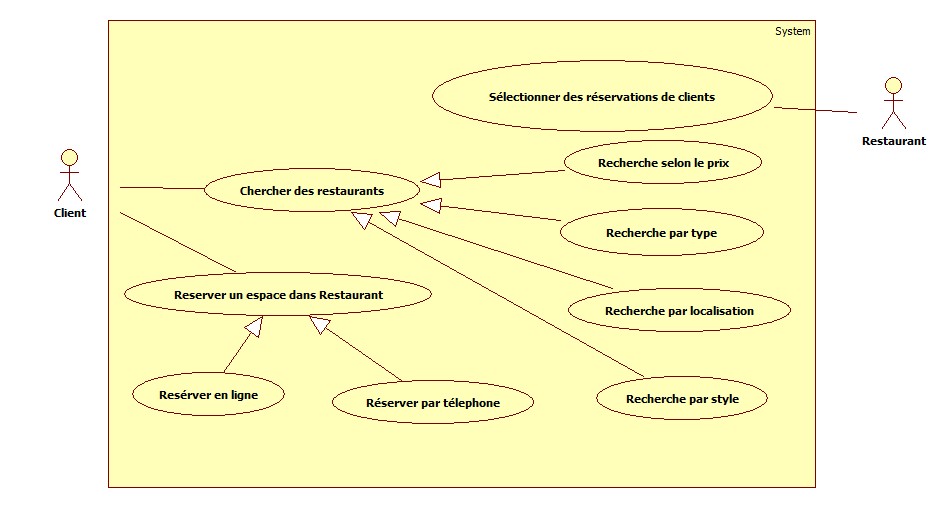 System
Sélectionner des réservations de clients
Restaurant
Recherche selon le prix
Chercher des restaurants
Client
Recherche par type
Reserver un espace dans Restaurant
Recherche par localisation
Resérver en ligne
Réserver par télephone
Recherche par style